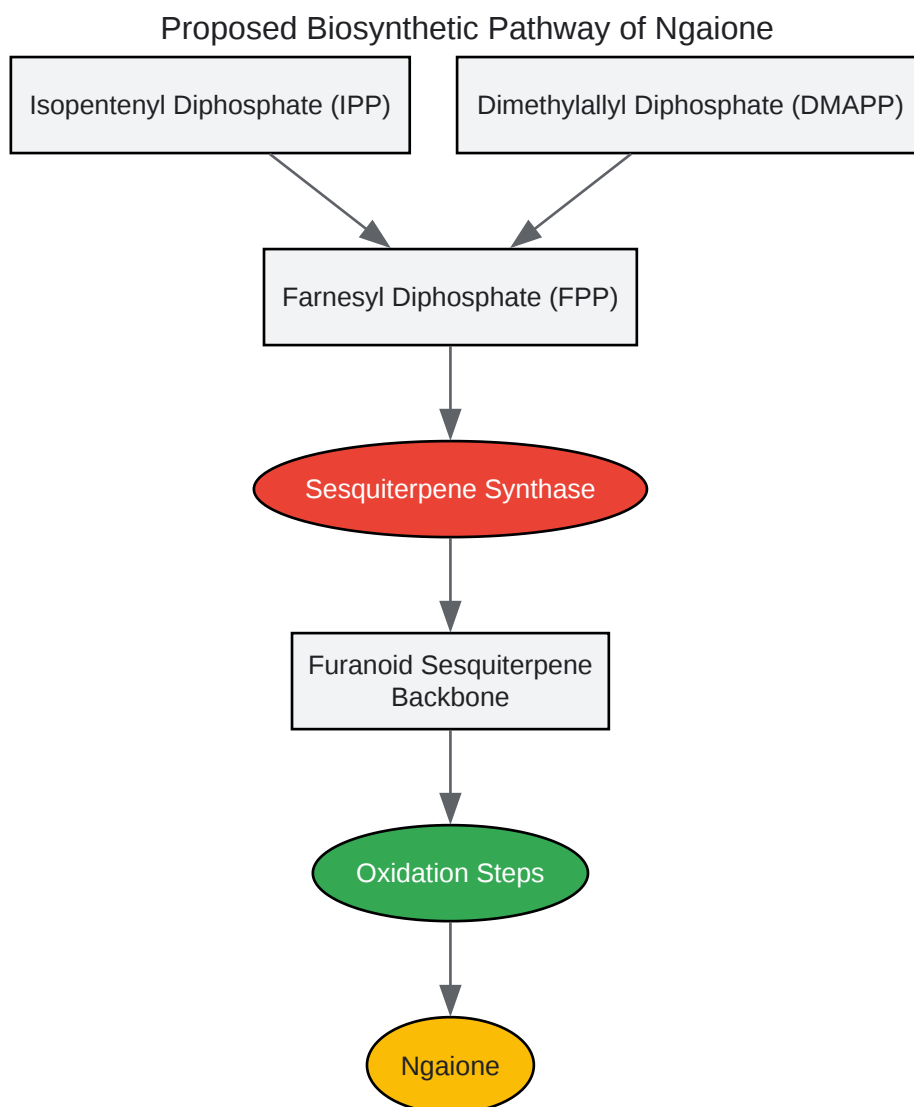 Proposed Biosynthetic Pathway of Ngaione
Isopentenyl Diphosphate (IPP)
Dimethylallyl Diphosphate (DMAPP)
Farnesyl Diphosphate (FPP)
Sesquiterpene Synthase
Furanoid Sesquiterpene
Backbone
Oxidation Steps
Ngaione